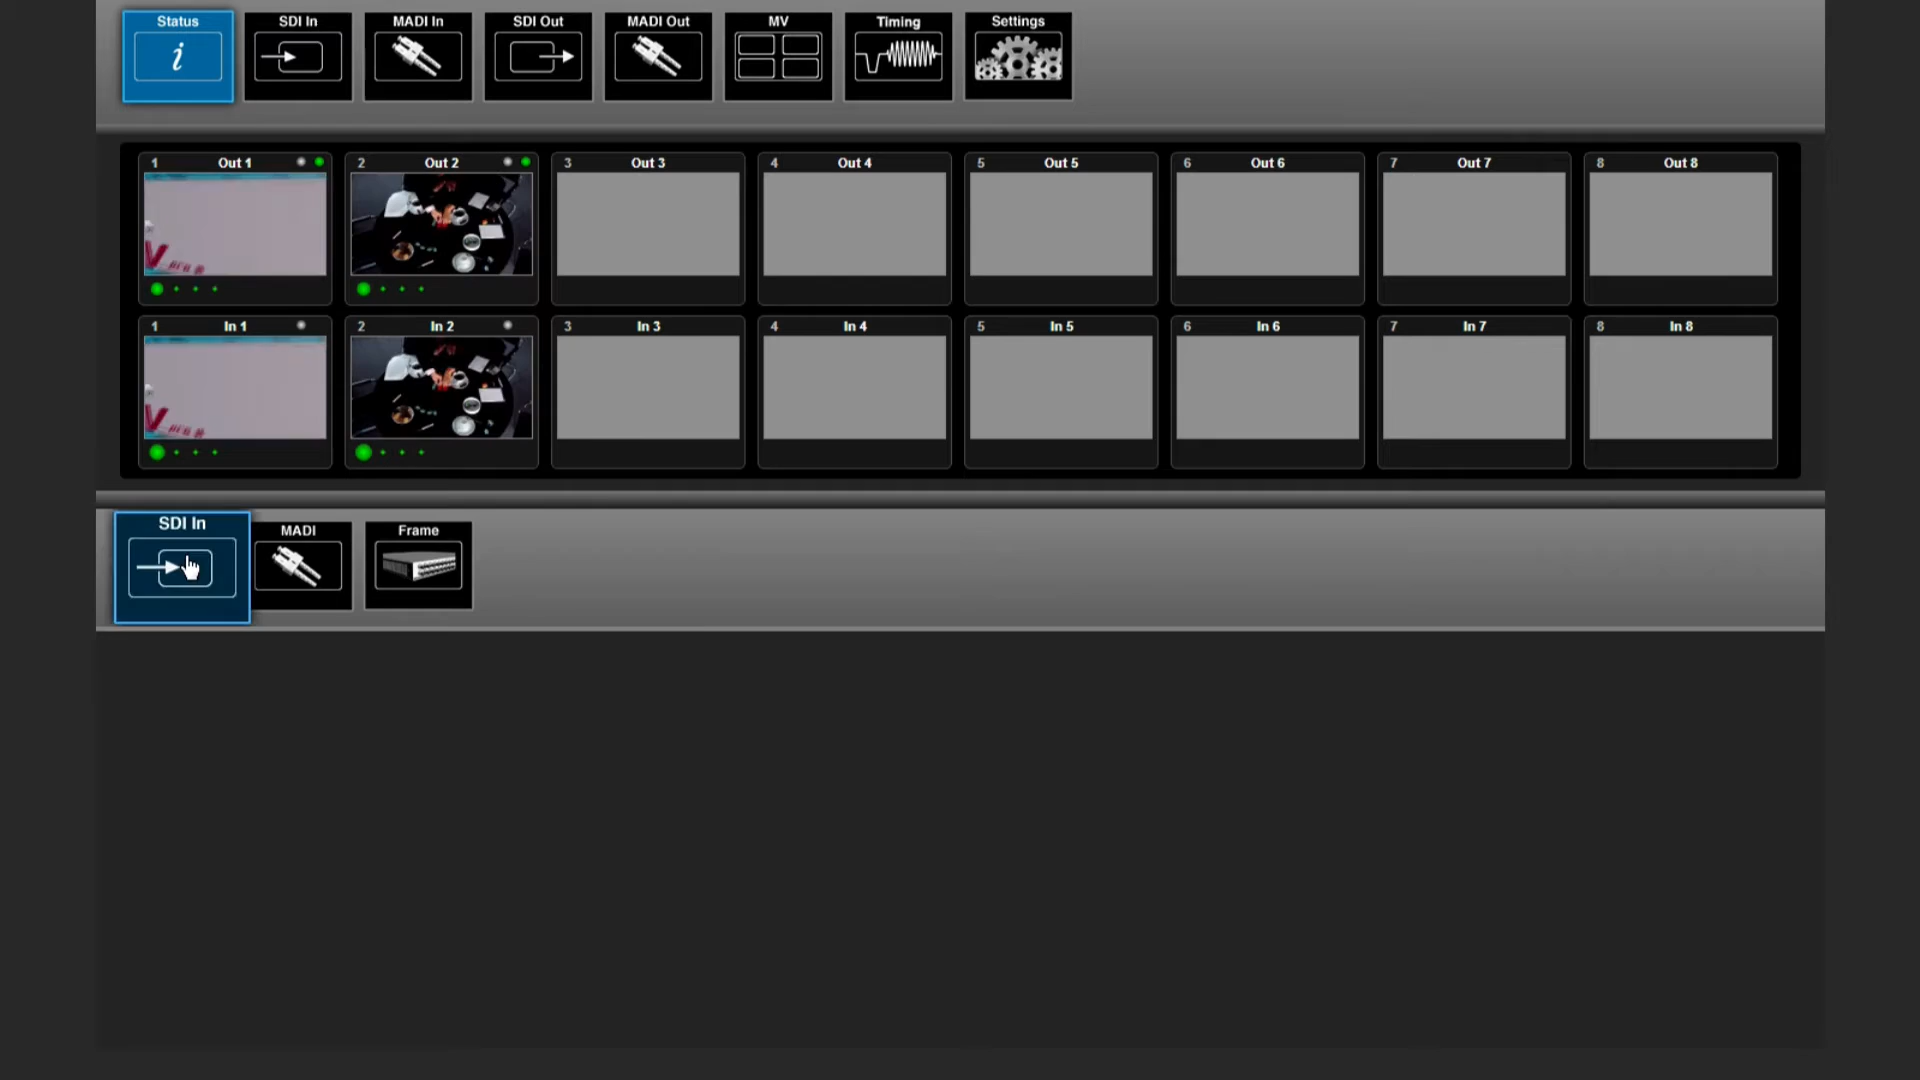 Status SDI In MADI In SDI Out MADI Out MV Timing Settings
i
1 Out 1 2 Out 2 3 Out 3 4 Out 4 5 Out 5 6 Out 6 7 Out 7 8 Out 8
1 In 1 2 In 2 3 In 3 4 In 4 5 In 5 6 In 6 7 In 7 8 In 8
SDI In MADI Frame